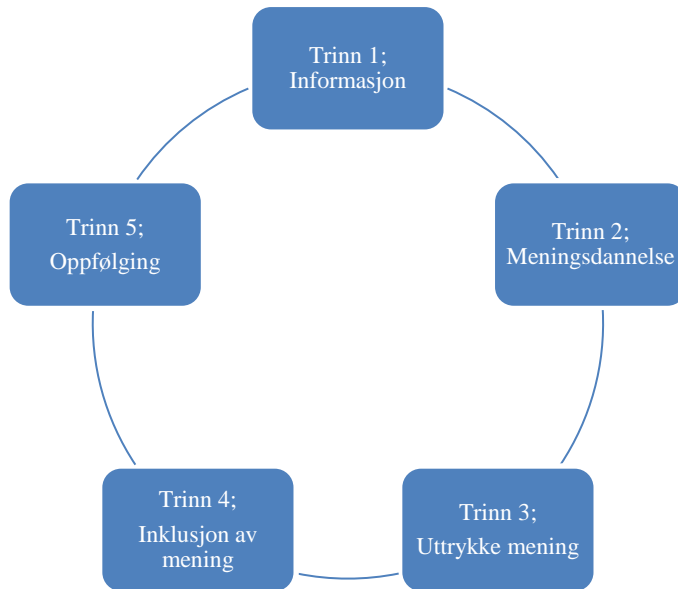 Trinn 1;
Informasjon
Trinn 2;
Meningsdannelse
Trinn 3;
Uttrykke mening
Trinn 4;
Inklusjon av
mening
Trinn 5;
Oppfølging